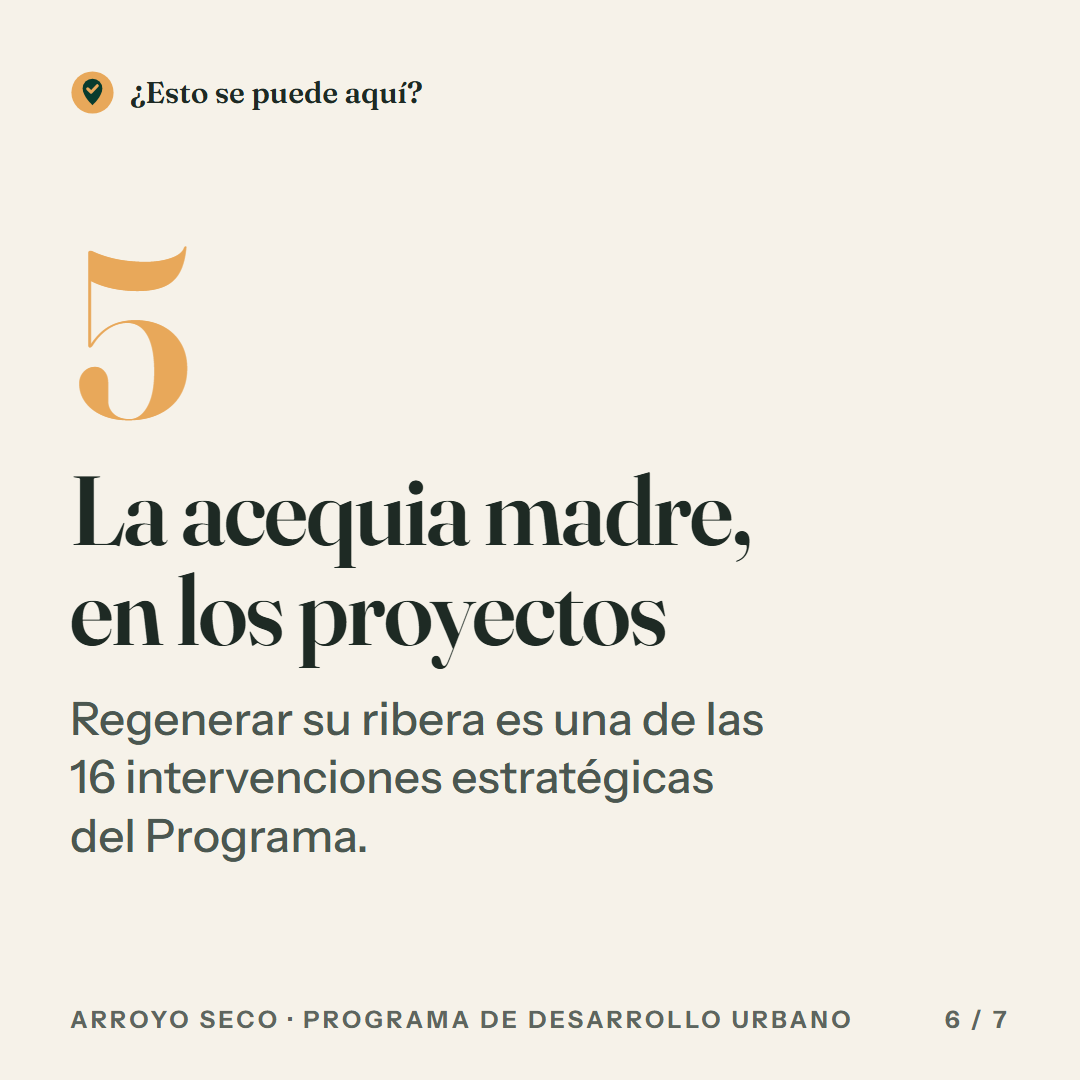 ¿Esto se puede aquí?
5
La acequia madre,
en los proyectos
Regenerar su ribera es una de las
16 intervenciones estratégicas
del Programa.
ARROYO SECO · PROGRAMA DE DESARROLLO URBANO 6 / 7